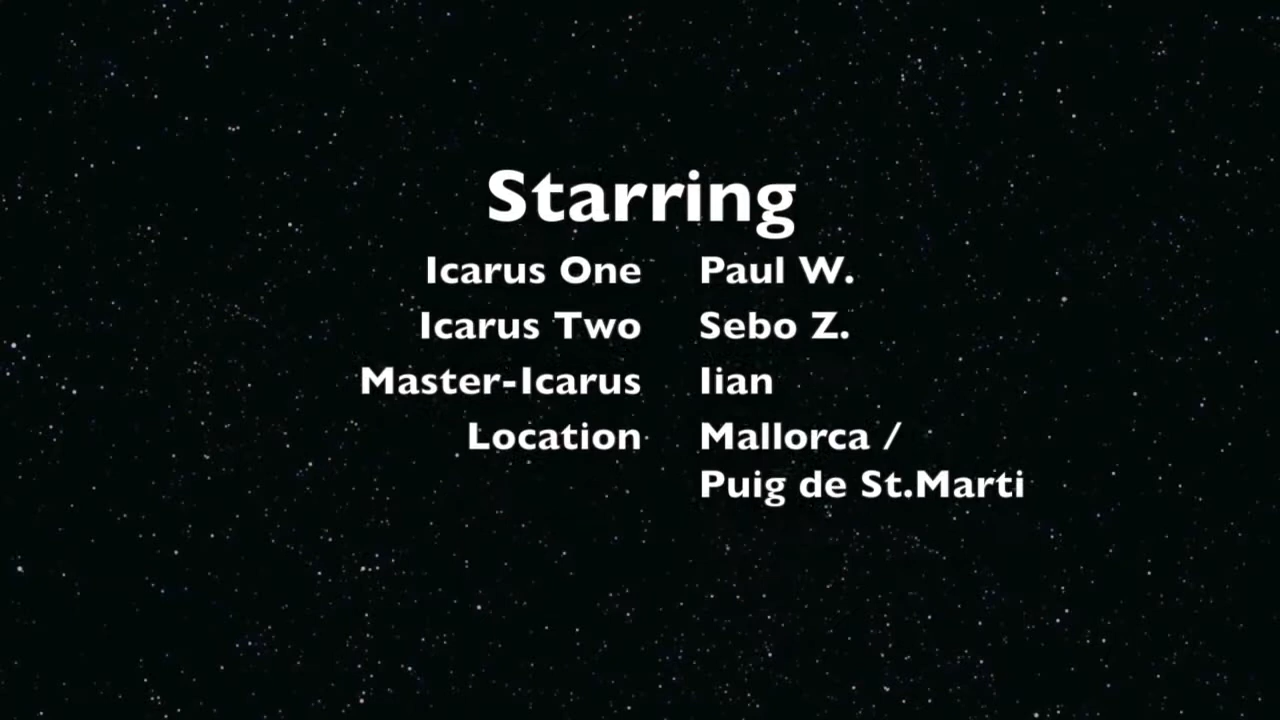 Starring
Icarus One Paul W.
Icarus Two Sebo Z.
Master-Icarus Iian
Location Mallorca /
Puig de St.Marti